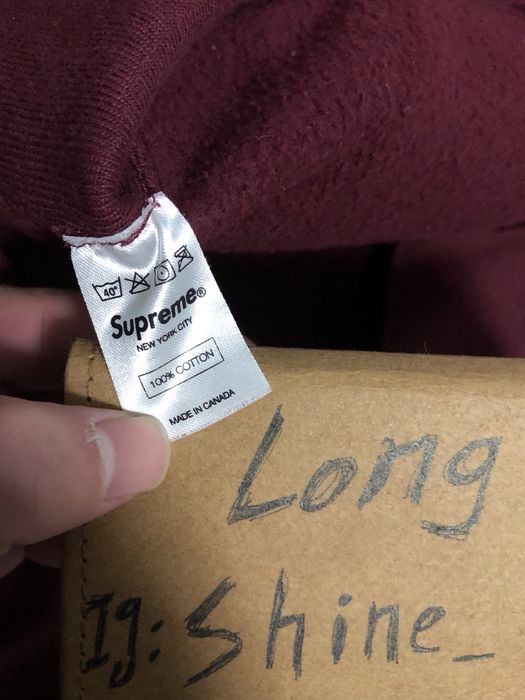 40°
Supreme®
NEW YORK CITY
100% COTTON
MADE IN CANADA
Long
Ig: Shine_